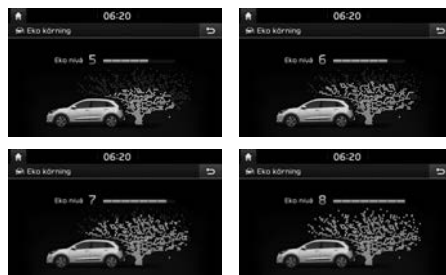 06:20
Eko körning
Eko nivå 5
06:20
Eko körning
Eko nivå 6
06:20
Eko körning
Eko nivå 7
06:20
Eko körning
Eko nivå 8